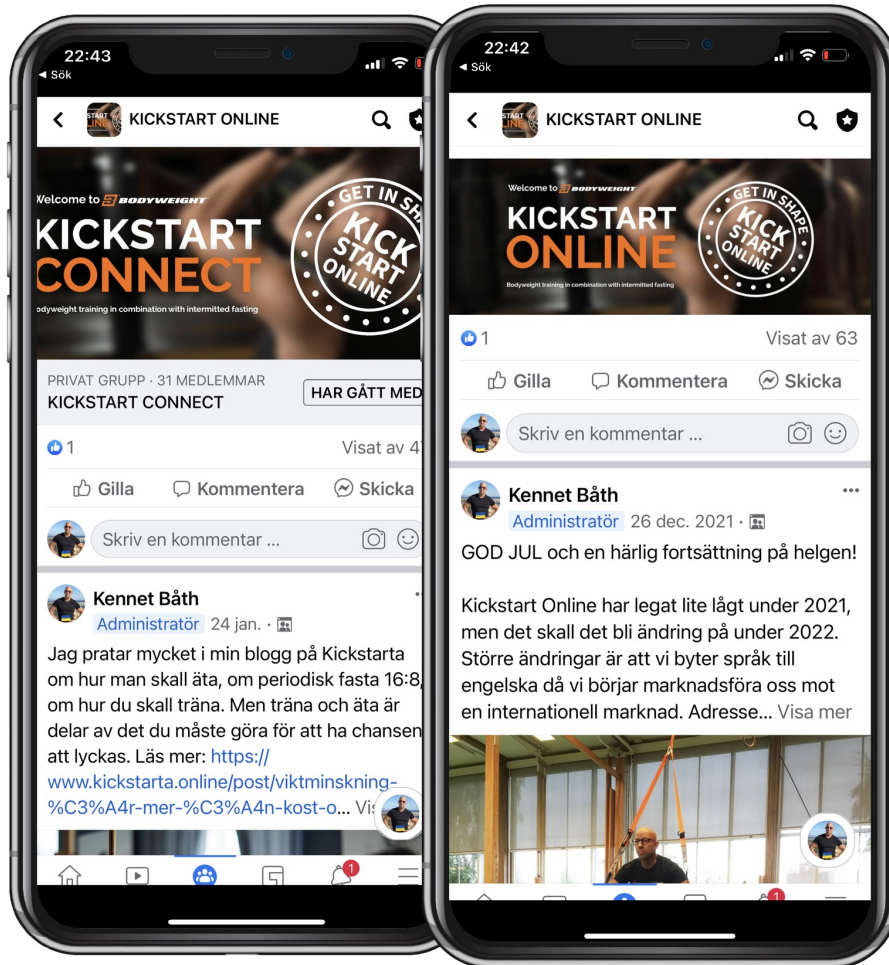 22:43
◀ Sök
START
LINE
KICKSTART ONLINE
Welcome to BODYWEIGHT
KICKSTART
CONNECT
bodyweight training in combination with intermitted fasting
GET IN SHA
KICK
START
ONLINE
PRIVAT GRUPP · 31 MEDLEMMAR
KICKSTART CONNECT
HAR GÅTT MED
1
Visat av 47
Gilla
Kommentera
Skicka
Skriv en kommentar ...
Kennet Båth
Administratör 24 jan. ·
Jag pratar mycket i min blogg på Kickstarta
om hur man skall äta, om periodisk fasta 16:8,
om hur du skall träna. Men träna och äta är
delar av det du måste göra för att ha chansen
att lyckas. Läs mer: https://
www.kickstarta.online/post/viktminskning-
%C3%A4r-mer-%C3%A4n-kost-o... Vis
1
22:42
◀ Sök
START
LINE
KICKSTART ONLINE
Welcome to BODYWEIGHT
KICKSTART
ONLINE
Bodyweight training in combination with intermitted fasting
GET IN SHAPE
KICK
START
ONLINE
1
Visat av 63
Gilla
Kommentera
Skicka
Skriv en kommentar ...
Kennet Båth
Administratör 26 dec. 2021 ·
GOD JUL och en härlig fortsättning på helgen!
Kickstart Online har legat lite lågt under 2021,
men det skall det bli ändring på under 2022.
Större ändringar är att vi byter språk till
engelska då vi börjar marknadsföra oss mot
en internationell marknad. Adresse... Visa mer
1